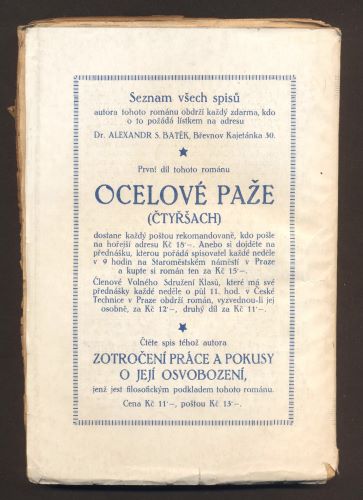 Seznam všech spisů
autora tohoto románu obdrží každý zdarma, kdo
o to požádá lístkem na adresu
Dr. ALEXANDR S. BATĚK, Břevnov Kajetánka 30.
První díl tohoto románu
OCELOVÉ PAŽE
(ČTYŘŠACH)
dostane každý poštou rekomandovaně, kdo pošle
na hořejší adresu Kč 18·–. Anebo si dojděte na
přednášku, kterou pořádá spisovatel každé neděle
v 9 hodin na Staroměstském náměstí v Praze
a kupte si román ten za Kč 15·–.
Členové Volného Sdružení Klasů, které má své
přednášky každé neděle o půl 11. hod. v České
Technice v Praze obdrží román, vyzvednou-li jej
osobně, za Kč 12·–, druhý díl za Kč 11·–.
Čtěte spis téhož autora
ZOTROČENÍ PRÁCE A POKUSY
O JEJÍ OSVOBOZENÍ,
jenž jest filosofickým podkladem tohoto románu.
Cena Kč 11·–, poštou Kč 13·–.